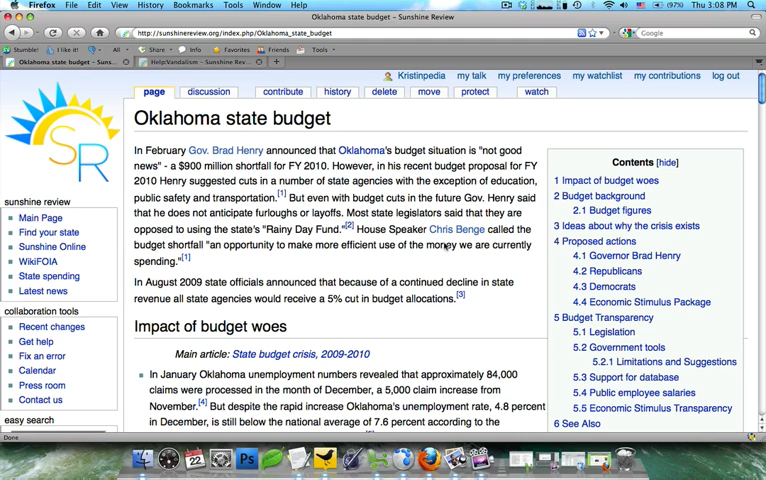 Firefox File Edit View History Bookmarks Tools Window Help (97%) Thu 3:08 PM
Oklahoma state budget - Sunshine Review
http://sunshinereview.org/index.php/Oklahoma_state_budget Google
Stumble! I like it! All Share Info Favorites Friends Tools
Oklahoma state budget - Sun... Help:Vandalism - Sunshine Rev...
Kristinpedia my talk my preferences my watchlist my contributions log out
page discussion contribute history delete move protect watch
SR
sunshine review
Main Page
Find your state
Sunshine Online
WikiFOIA
State spending
Latest news
collaboration tools
Recent changes
Get help
Fix an error
Calendar
Press room
Contact us
easy search
Oklahoma state budget
In February Gov. Brad Henry announced that Oklahoma's budget situation is "not good
news" - a $900 million shortfall for FY 2010. However, in his recent budget proposal for FY
2010 Henry suggested cuts in a number of state agencies with the exception of education,
public safety and transportation.[1] But even with budget cuts in the future Gov. Henry said
that he does not anticipate furloughs or layoffs. Most state legislators said that they are
opposed to using the state's "Rainy Day Fund."[2] House Speaker Chris Benge called the
budget shortfall "an opportunity to make more efficient use of the money we are currently
spending."[1]
In August 2009 state officials announced that because of a continued decline in state
revenue all state agencies would receive a 5% cut in budget allocations.[3]
Impact of budget woes
Main article: State budget crisis, 2009-2010
In January Oklahoma unemployment numbers revealed that approximately 84,000
claims were processed in the month of December, a 5,000 claim increase from
November.[4] But despite the rapid increase Oklahoma's unemployment rate, 4.8 percent
in December, is still below the national average of 7.6 percent according to the
Contents [hide]
1 Impact of budget woes
2 Budget background
2.1 Budget figures
3 Ideas about why the crisis exists
4 Proposed actions
4.1 Governor Brad Henry
4.2 Republicans
4.3 Democrats
4.4 Economic Stimulus Package
5 Budget Transparency
5.1 Legislation
5.2 Government tools
5.2.1 Limitations and Suggestions
5.3 Support for database
5.4 Public employee salaries
5.5 Economic Stimulus Transparency
6 See Also
Done
22
Ps